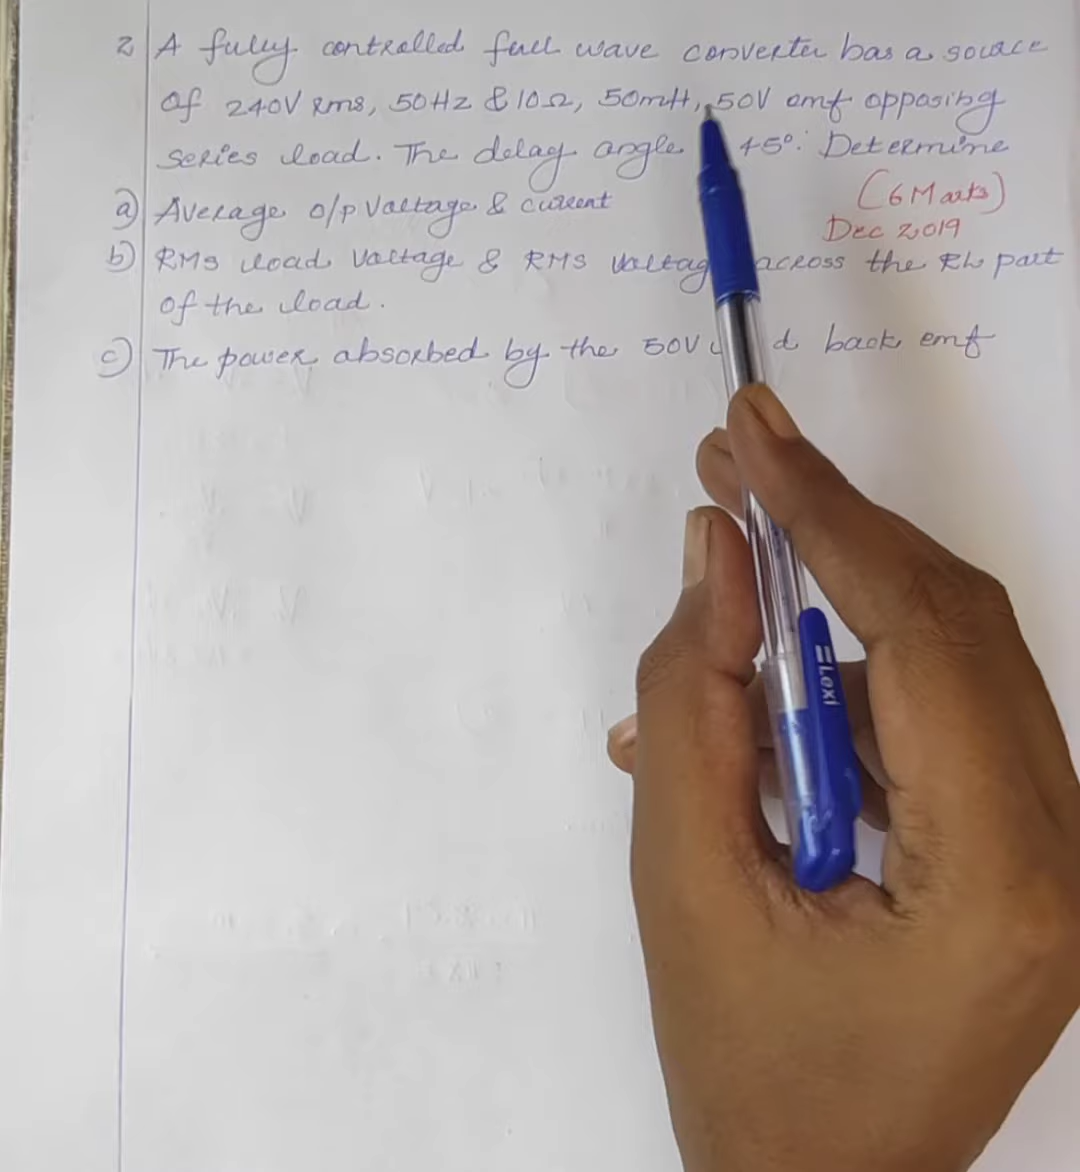 2 A fully controlled full wave converter has a source
of 240V RMS, 50Hz & 10Ω, 50mH, 50V emf opposing
series load. The delay angle 45°. Determine
a) Average o/p Voltage & current (6 Marks)
Dec 2019
b) RMS load Voltage & RMS Voltag across the RL part
of the load.
c) The power absorbed by the 50V d back emf
ELexi